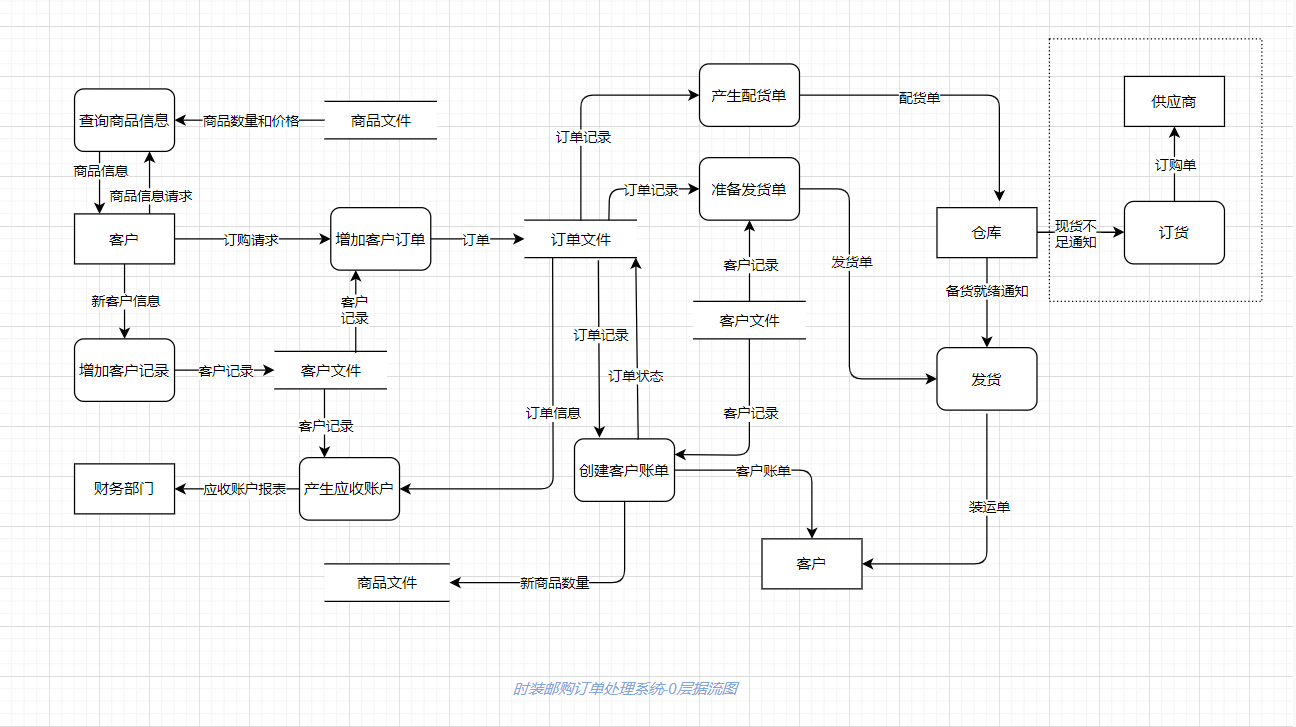 产生配货单
配货单
供应商
查询商品信息
商品数量和价格
商品文件
订单记录
商品信息
商品信息请求
订单记录
准备发货单
订购单
客户
订购请求
增加客户订单
订单
订单文件
仓库
现货不
足通知
订货
客户记录
发货单
新客户信息
客户
记录
备货就绪通知
客户文件
订单记录
增加客户记录
客户记录
客户文件
订单状态
发货
客户记录
订单信息
客户记录
创建客户账单
客户账单
财务部门
应收账户报表
产生应收账户
装运单
客户
商品文件
新商品数量
时装邮购订单处理系统-0层据流图